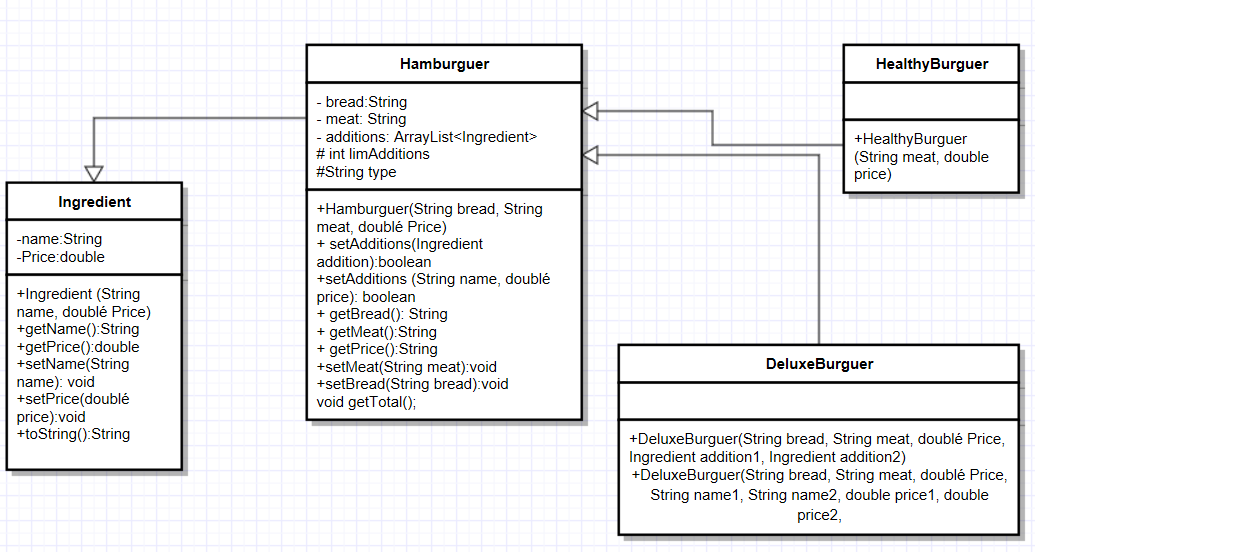 Hamburguer
- bread:String
- meat: String
- additions: ArrayList<Ingredient>
# int limAdditions
#String type
+Hamburguer(String bread, String
meat, doublé Price)
+ setAdditions(Ingredient
addition):boolean
+setAdditions (String name, doublé
price): boolean
+ getBread(): String
+ getMeat():String
+ getPrice():String
+setMeat(String meat):void
+setBread(String bread):void
void getTotal();
HealthyBurguer
+HealthyBurguer
(String meat, double
price)
Ingredient
-name:String
-Price:double
+Ingredient (String
name, doublé Price)
+getName():String
+getPrice():double
+setName(String
name): void
+setPrice(doublé
price):void
+toString():String
DeluxeBurguer
+DeluxeBurguer(String bread, String meat, doublé Price,
Ingredient addition1, Ingredient addition2)
+DeluxeBurguer(String bread, String meat, doublé Price,
String name1, String name2, double price1, double
price2,